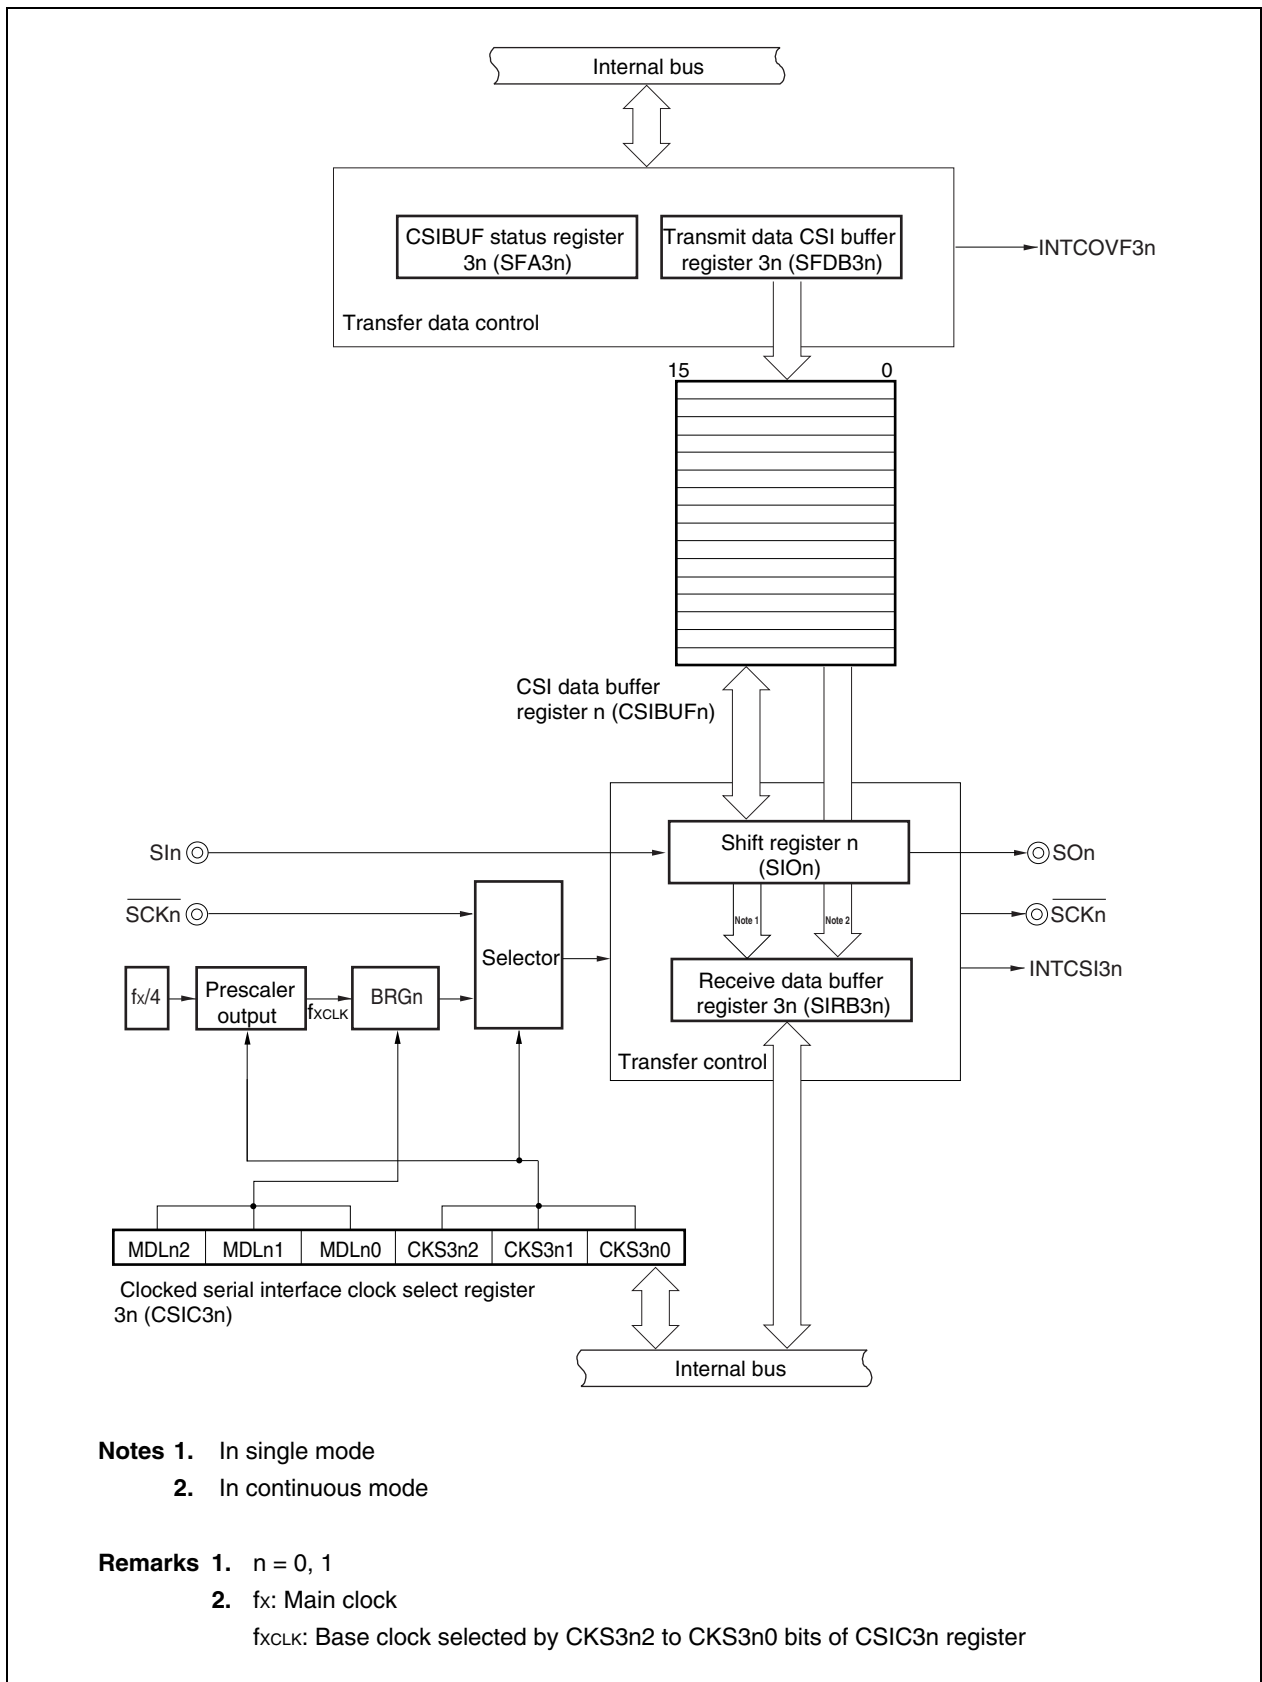 Internal bus
CSIBUF status register
3n (SFA3n)
Transmit data CSI buffer
register 3n (SFDB3n)
INTCOVF3n
Transfer data control
15
0
CSI data buffer
register n (CSIBUFn)
SIn
Shift register n
(SIOn)
SOn
SCKn
SCKn
Note 1
Note 2
Selector
INTCSI3n
fx/4
Prescaler
output
fXCLK
BRGn
Receive data buffer
register 3n (SIRB3n)
Transfer control
MDLn2
MDLn1
MDLn0
CKS3n2
CKS3n1
CKS3n0
Clocked serial interface clock select register
3n (CSIC3n)
Internal bus
Notes 1. In single mode
2. In continuous mode
Remarks 1. n = 0, 1
2. fx: Main clock
fXCLK: Base clock selected by CKS3n2 to CKS3n0 bits of CSIC3n register